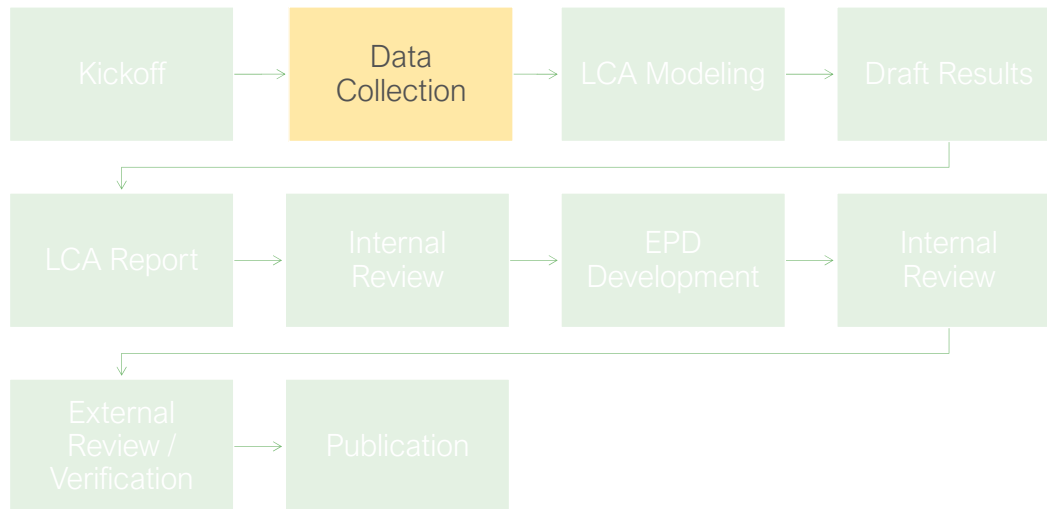 Kickoff
Data
Collection
LCA Modeling
Draft Results
LCA Report
Internal
Review
EPD
Development
Internal
Review
External
Review /
Verification
Publication